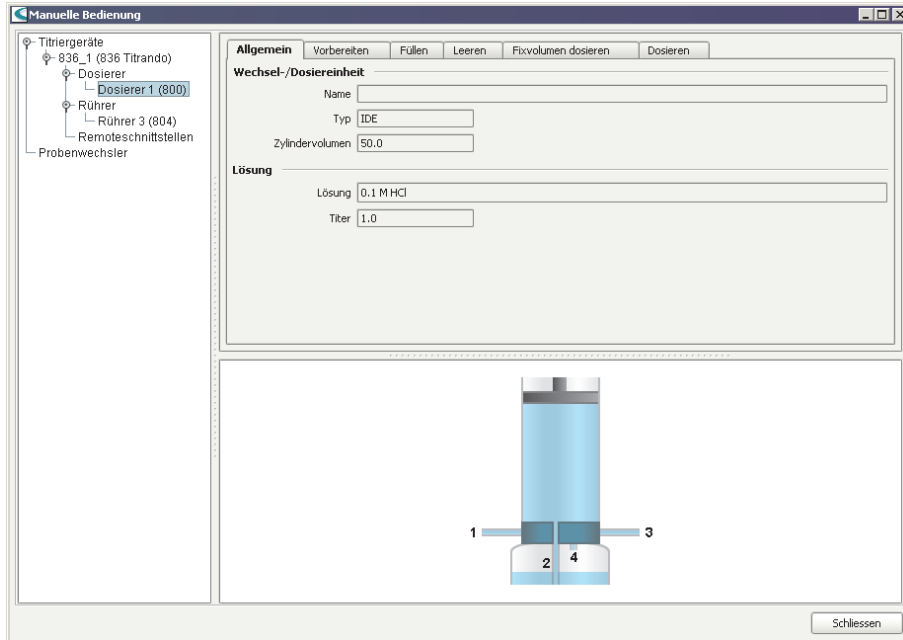 Manuelle Bedienung
Titriergeräte
836_1 (836 Titrando)
Dosierer
Dosierer 1 (800)
Rührer
Rührer 3 (804)
Remoteschnittstellen
Probenwechsler
Allgemein Vorbereiten Füllen Leeren Fixvolumen dosieren Dosieren
Wechsel-/Dosiereinheit
Name
Typ IDE
Zylindervolumen 50.0
Lösung
Lösung 0.1 M HCl
Titer 1.0
1 3
2 4
Schliessen